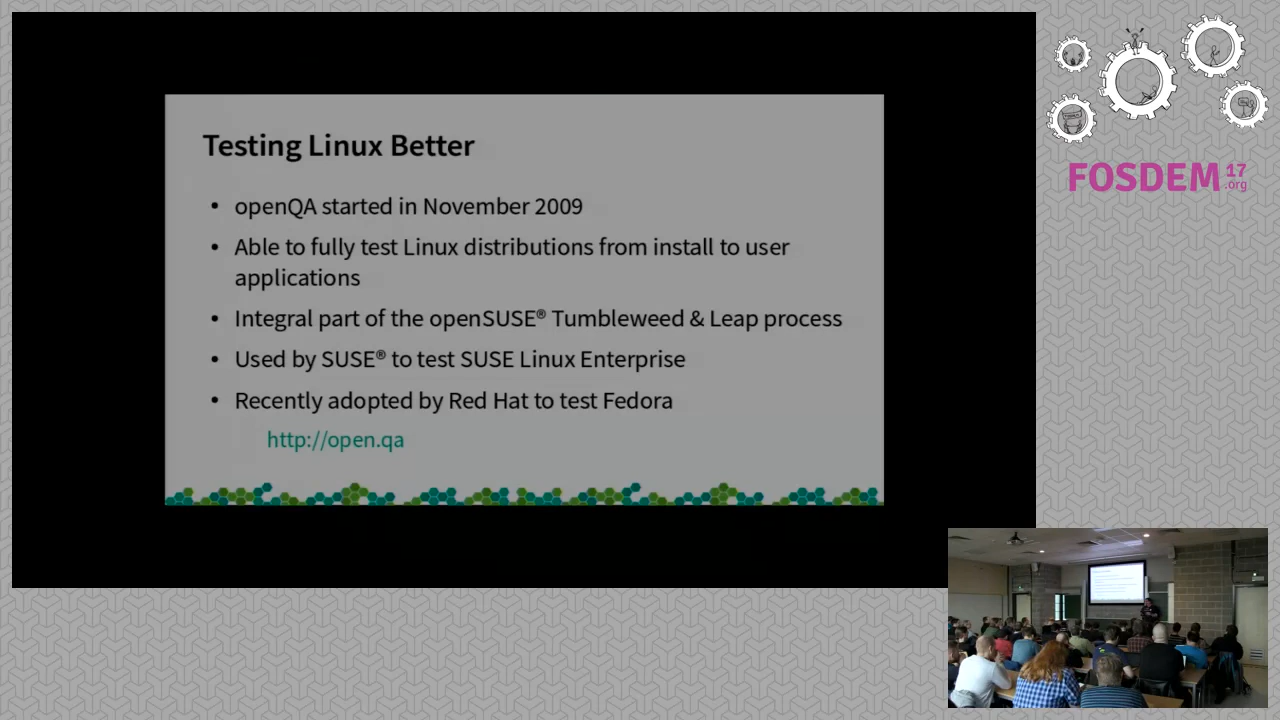 Testing Linux Better
• openQA started in November 2009
• Able to fully test Linux distributions from install to user
applications
• Integral part of the openSUSE® Tumbleweed & Leap process
• Used by SUSE® to test SUSE Linux Enterprise
• Recently adopted by Red Hat to test Fedora
http://open.qa
FOSDEM 17
.org